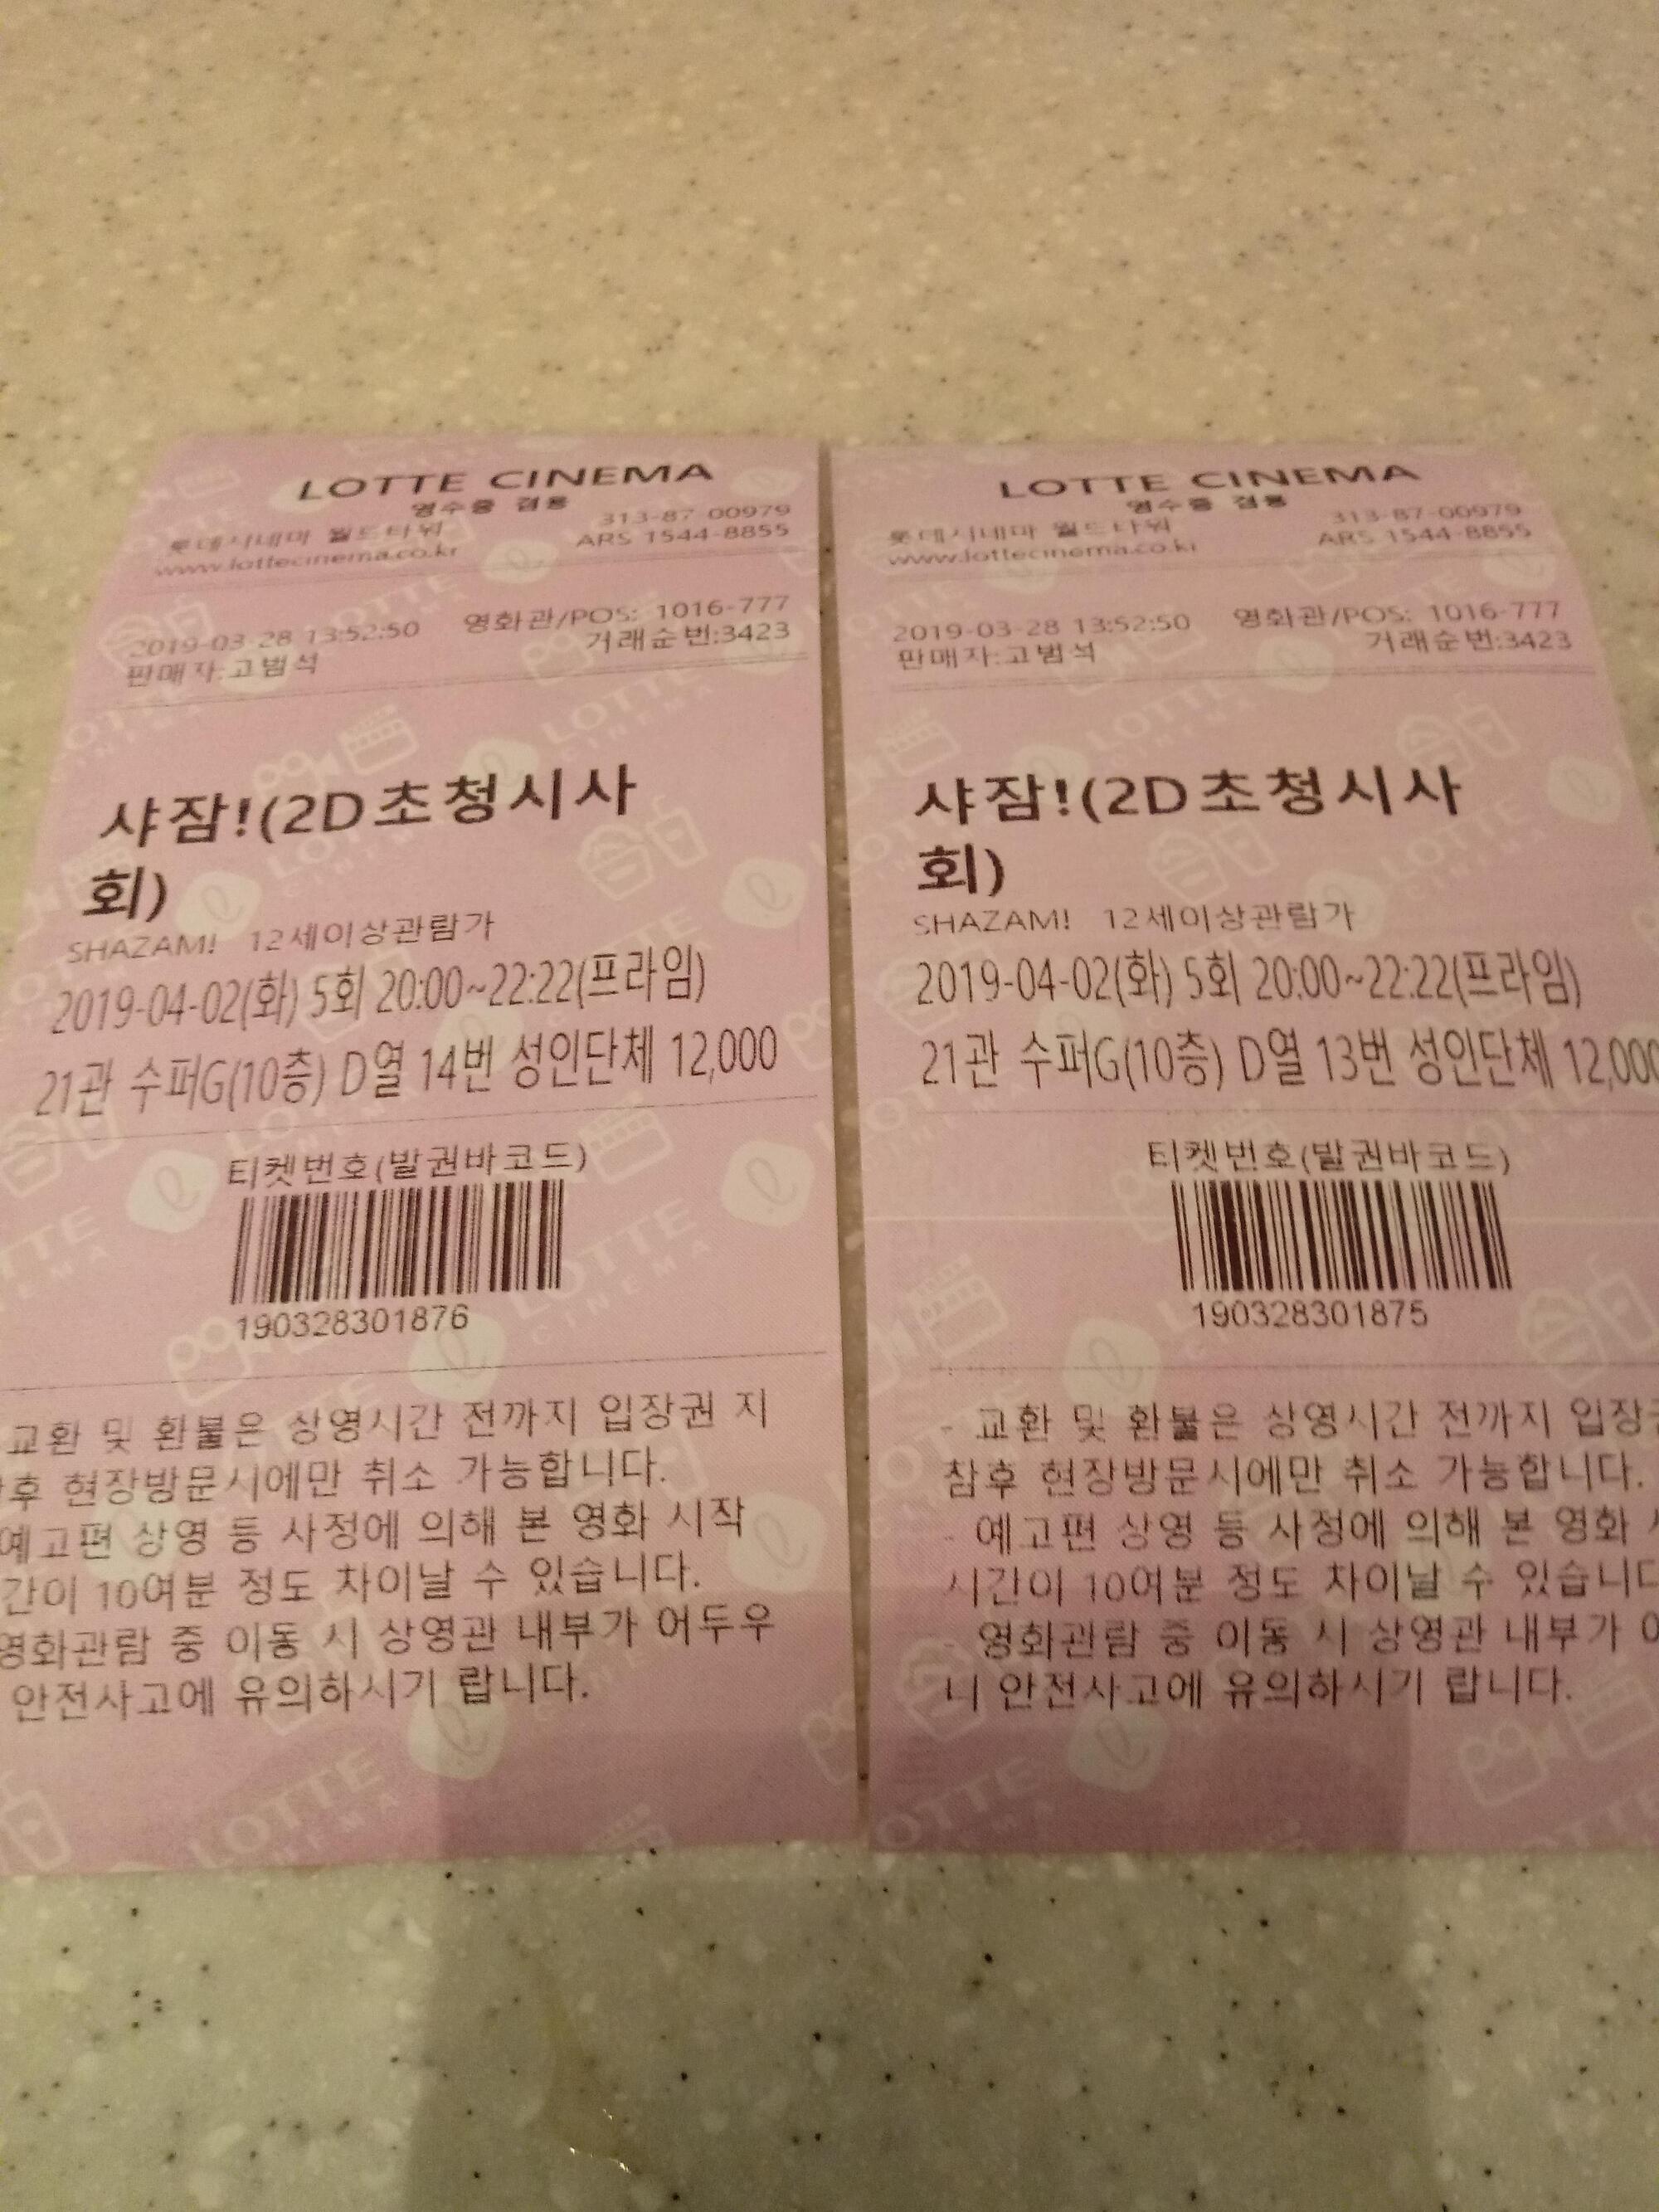 LOTTE CINEMA
영수증 겸용
롯데시네마 월드타워 313-87-00979
www.lottecinema.co.kr ARS 1544-8855
2019-03-28 13:52:50 영화관/POS: 1016-777
판매자:고범석 거래순번:3423
샤잠!(2D초청시사
회)
SHAZAM! 12세이상관람가
2019-04-02(화) 5회 20:00~22:22(프라임)
21관 수퍼G(10층) D열 14번 성인단체 12,000
티켓번호(발권바코드)
190328301876
교환 및 환불은 상영시간 전까지 입장권 지
후 현장방문시에만 취소 가능합니다.
예고편 상영 등 사정에 의해 본 영화 시작
간이 10여분 정도 차이날 수 있습니다.
영화관람 중 이동 시 상영관 내부가 어두우
안전사고에 유의하시기 랍니다.
LOTTE CINEMA
영수증 겸용
롯데시네마 월드타워 313-87-00979
www.lottecinema.co.kr ARS 1544-8855
2019-03-28 13:52:50 영화관/POS: 1016-777
판매자:고범석 거래순번:3423
샤잠!(2D초청시사
회)
SHAZAM! 12세이상관람가
2019-04-02(화) 5회 20:00~22:22(프라임)
21관 수퍼G(10층) D열 13번 성인단체 12,000
티켓번호(발권바코드)
190328301875
- 교환 및 환불은 상영시간 전까지 입장
참후 현장방문시에만 취소 가능합니다.
예고편 상영 등 사정에 의해 본 영화
시간이 10여분 정도 차이날 수 있습니다
- 영화관람 중 이동 시 상영관 내부가
니 안전사고에 유의하시기 랍니다.